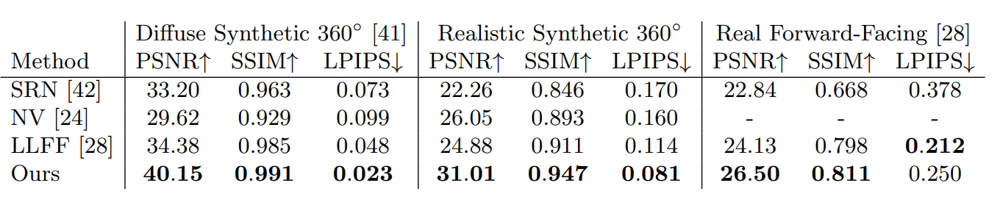 Diffuse Synthetic 360° [41] Realistic Synthetic 360° Real Forward-Facing [28]
Method PSNR↑ SSIM↑ LPIPS↓ PSNR↑ SSIM↑ LPIPS↓ PSNR↑ SSIM↑ LPIPS↓
SRN [42] 33.20 0.963 0.073 22.26 0.846 0.170 22.84 0.668 0.378
NV [24] 29.62 0.929 0.099 26.05 0.893 0.160 - - -
LLFF [28] 34.38 0.985 0.048 24.88 0.911 0.114 24.13 0.798 0.212
Ours 40.15 0.991 0.023 31.01 0.947 0.081 26.50 0.811 0.250